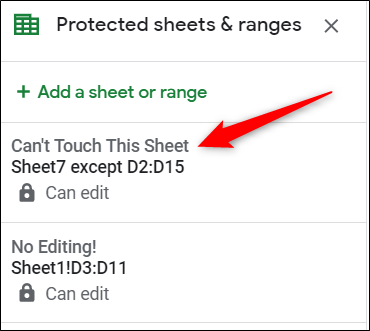 Protected sheets & ranges
+ Add a sheet or range
Can't Touch This Sheet
Sheet7 except D2:D15
Can edit
No Editing!
Sheet1!D3:D11
Can edit